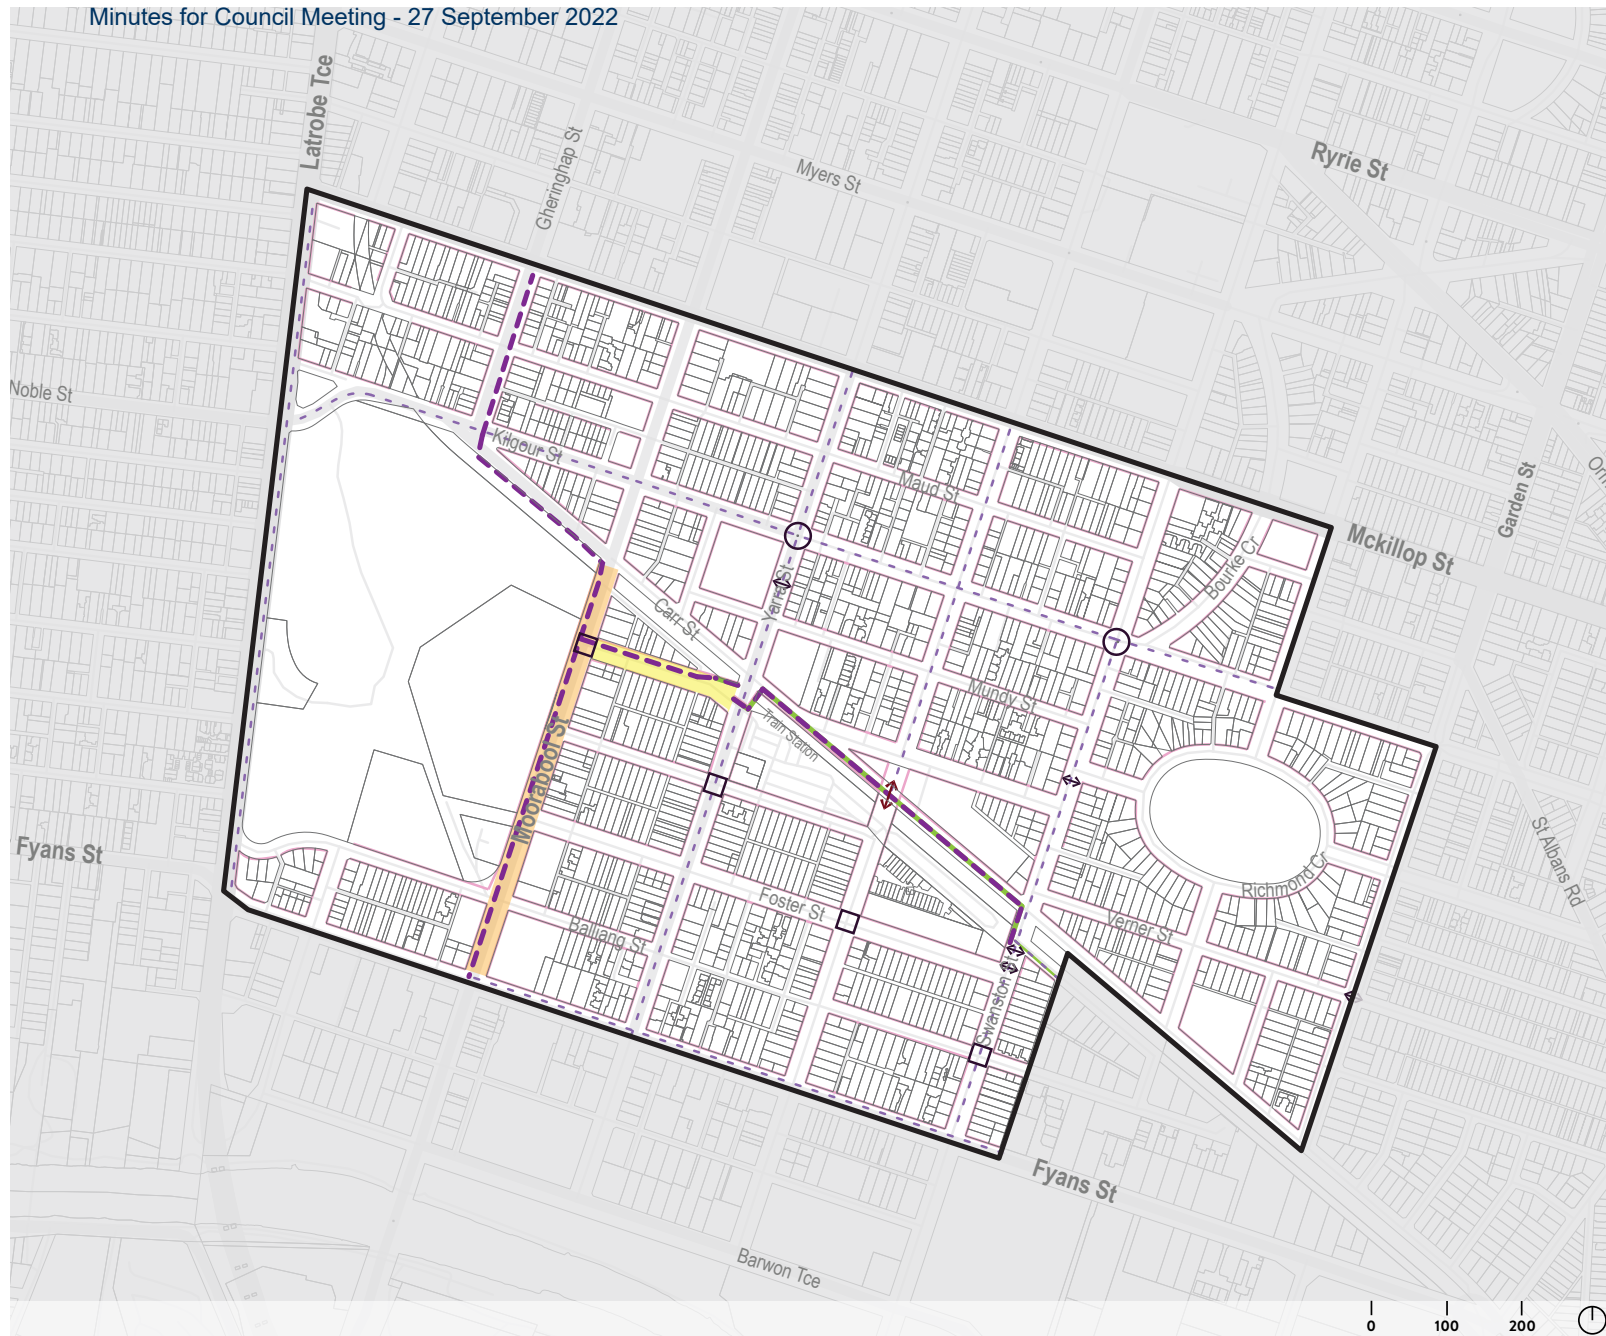 Minutes for Council Meeting - 27 September 2022
Latrobe Tce
Gheringhap St
Myers St
Ryrie St
Noble St
Kilgour St
Maud St
Garden St
Mckillop St
Bourke Cr
Yarra St
Carr St
Mundy St
Train Station
Moorabool St
Fyans St
St Albans Rd
Richmond Cr
Foster St
Verner St
Balliang St
Swanston St
Fyans St
Barwon Tce
0 100 200